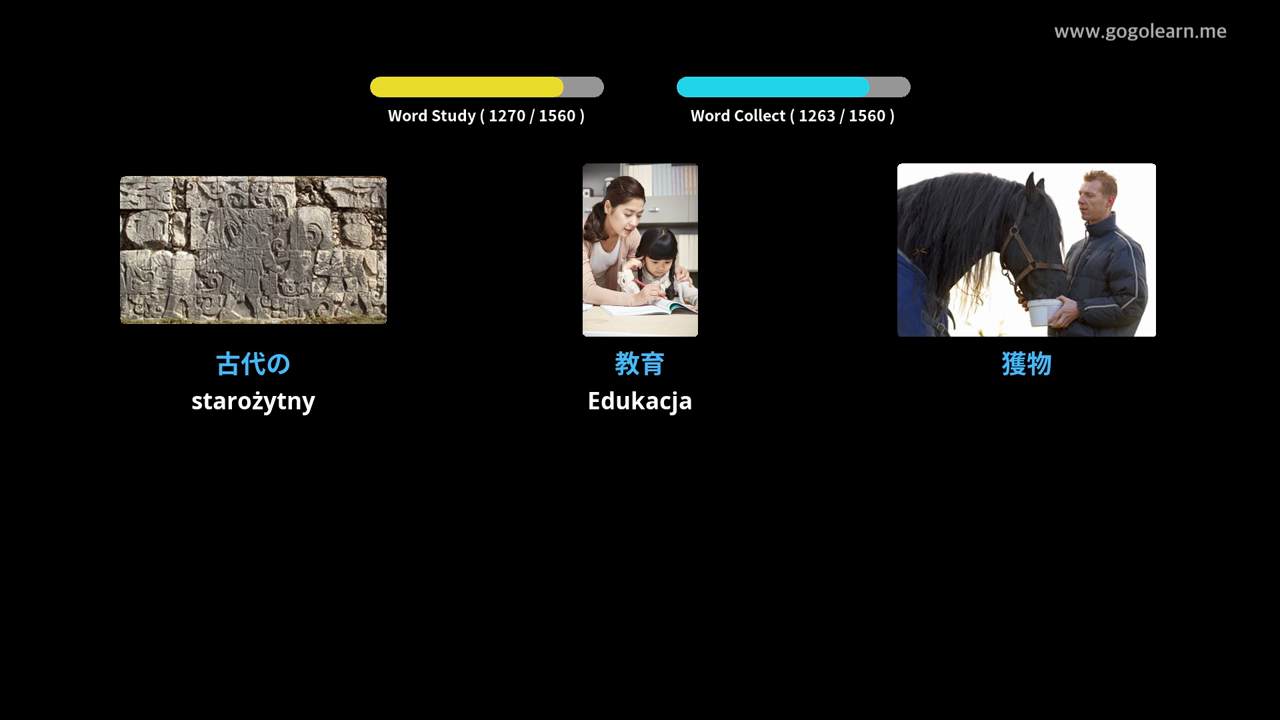 www.gogolearn.me
Word Study ( 1270 / 1560 )
Word Collect ( 1263 / 1560 )
古代の
starożytny
教育
Edukacja
獲物